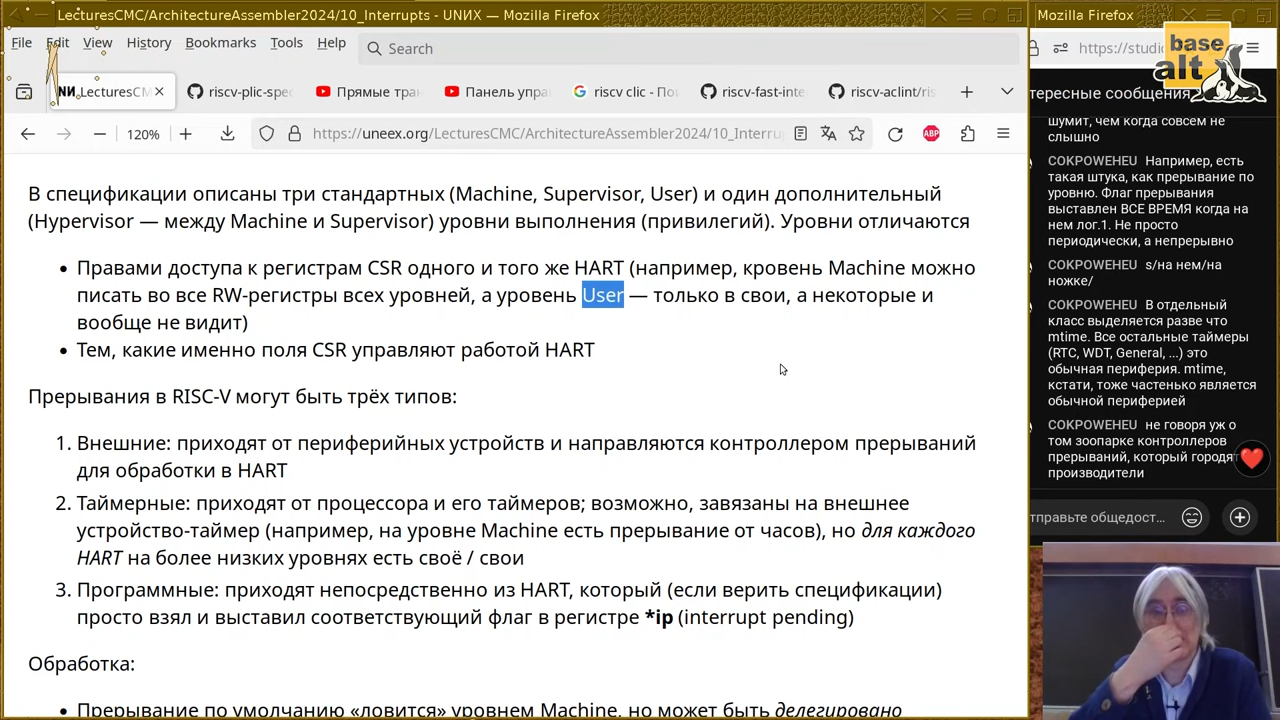 LecturesCMC/ArchitectureAssembler2024/10_Interrupts - UNИX — Mozilla Firefox
File Edit View History Bookmarks Tools Help
Search
LecturesCM
riscv-plic-spe
Прямые тра
Панель упра
riscv clic - По
riscv-fast-inte
riscv-aclint/ris
120%
https://uneex.org/LecturesCMC/ArchitectureAssembler2024/10_Interru
ABP
В спецификации описаны три стандартных (Machine, Supervisor, User) и один дополнительный
(Hypervisor — между Machine и Supervisor) уровни выполнения (привилегий). Уровни отличаются
• Правами доступа к регистрам CSR одного и того же HART (например, кровень Machine можно
писать во все RW-регистры всех уровней, а уровень User — только в свои, а некоторые и
вообще не видит)
• Тем, какие именно поля CSR управляют работой HART
Прерывания в RISC-V могут быть трёх типов:
1. Внешние: приходят от периферийных устройств и направляются контроллером прерываний
для обработки в HART
2. Таймерные: приходят от процессора и его таймеров; возможно, завязаны на внешнее
устройство-таймер (например, на уровне Machine есть прерывание от часов), но для каждого
HART на более низких уровнях есть своё / свои
3. Программные: приходят непосредственно из HART, который (если верить спецификации)
просто взял и выставил соответствующий флаг в регистре *ip (interrupt pending)
Обработка:
• Прерывание по умолчанию «ловится» уровнем Machine, но может быть делегировано
Mozilla Firefox
https://studi
base
alt
тересные сообщения
шумит, чем когда совсем не
слышно
COKPOWEHEU Например, есть
такая штука, как прерывание по
уровню. Флаг прерывания
выставлен ВСЕ ВРЕМЯ когда на
нем лог.1. Не просто
периодически, а непрерывно
COKPOWEHEU s/на нем/на
ножке/
COKPOWEHEU В отдельный
класс выделяется разве что
mtime. Все остальные таймеры
(RTC, WDT, General, ...) это
обычная периферия. mtime,
кстати, тоже частенько является
обычной периферией
COKPOWEHEU не говоря уж о
том зоопарке контроллеров
прерываний, который городят
производители
тправьте общедост…